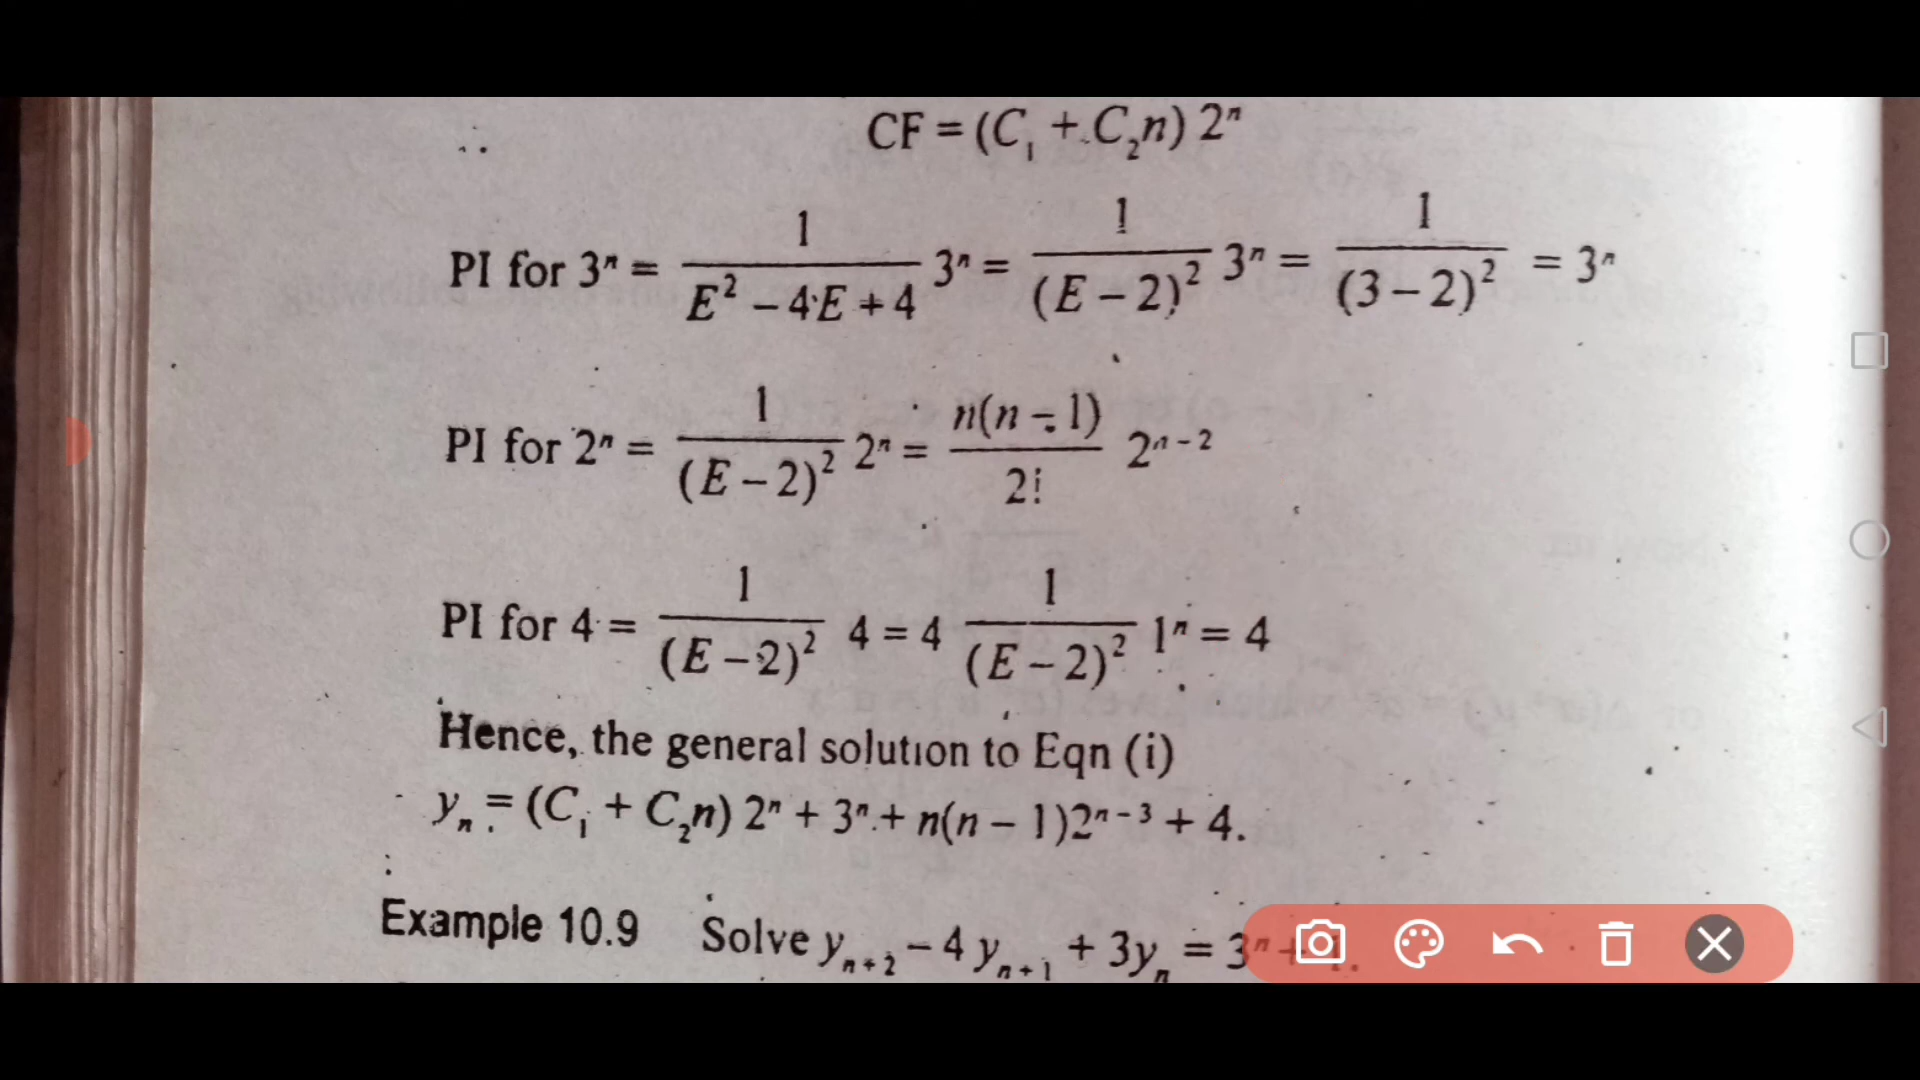 CF = (C₁ + C₂n) 2ⁿ
PI for 3ⁿ = 1/(E² – 4E + 4) 3ⁿ = 1/(E – 2)² 3ⁿ = 1/(3 – 2)² = 3ⁿ
PI for 2ⁿ = 1/(E – 2)² 2ⁿ = n(n – 1)/2! 2ⁿ⁻²
PI for 4 = 1/(E – 2)² 4 = 4 1/(E – 2)² 1ⁿ = 4
Hence, the general solution to Eqn (i)
yₙ = (C₁ + C₂n) 2ⁿ + 3ⁿ + n(n – 1)2ⁿ⁻³ + 4.
Example 10.9 Solve yₙ₊₂ – 4yₙ₊₁ + 3yₙ = 3ⁿ +